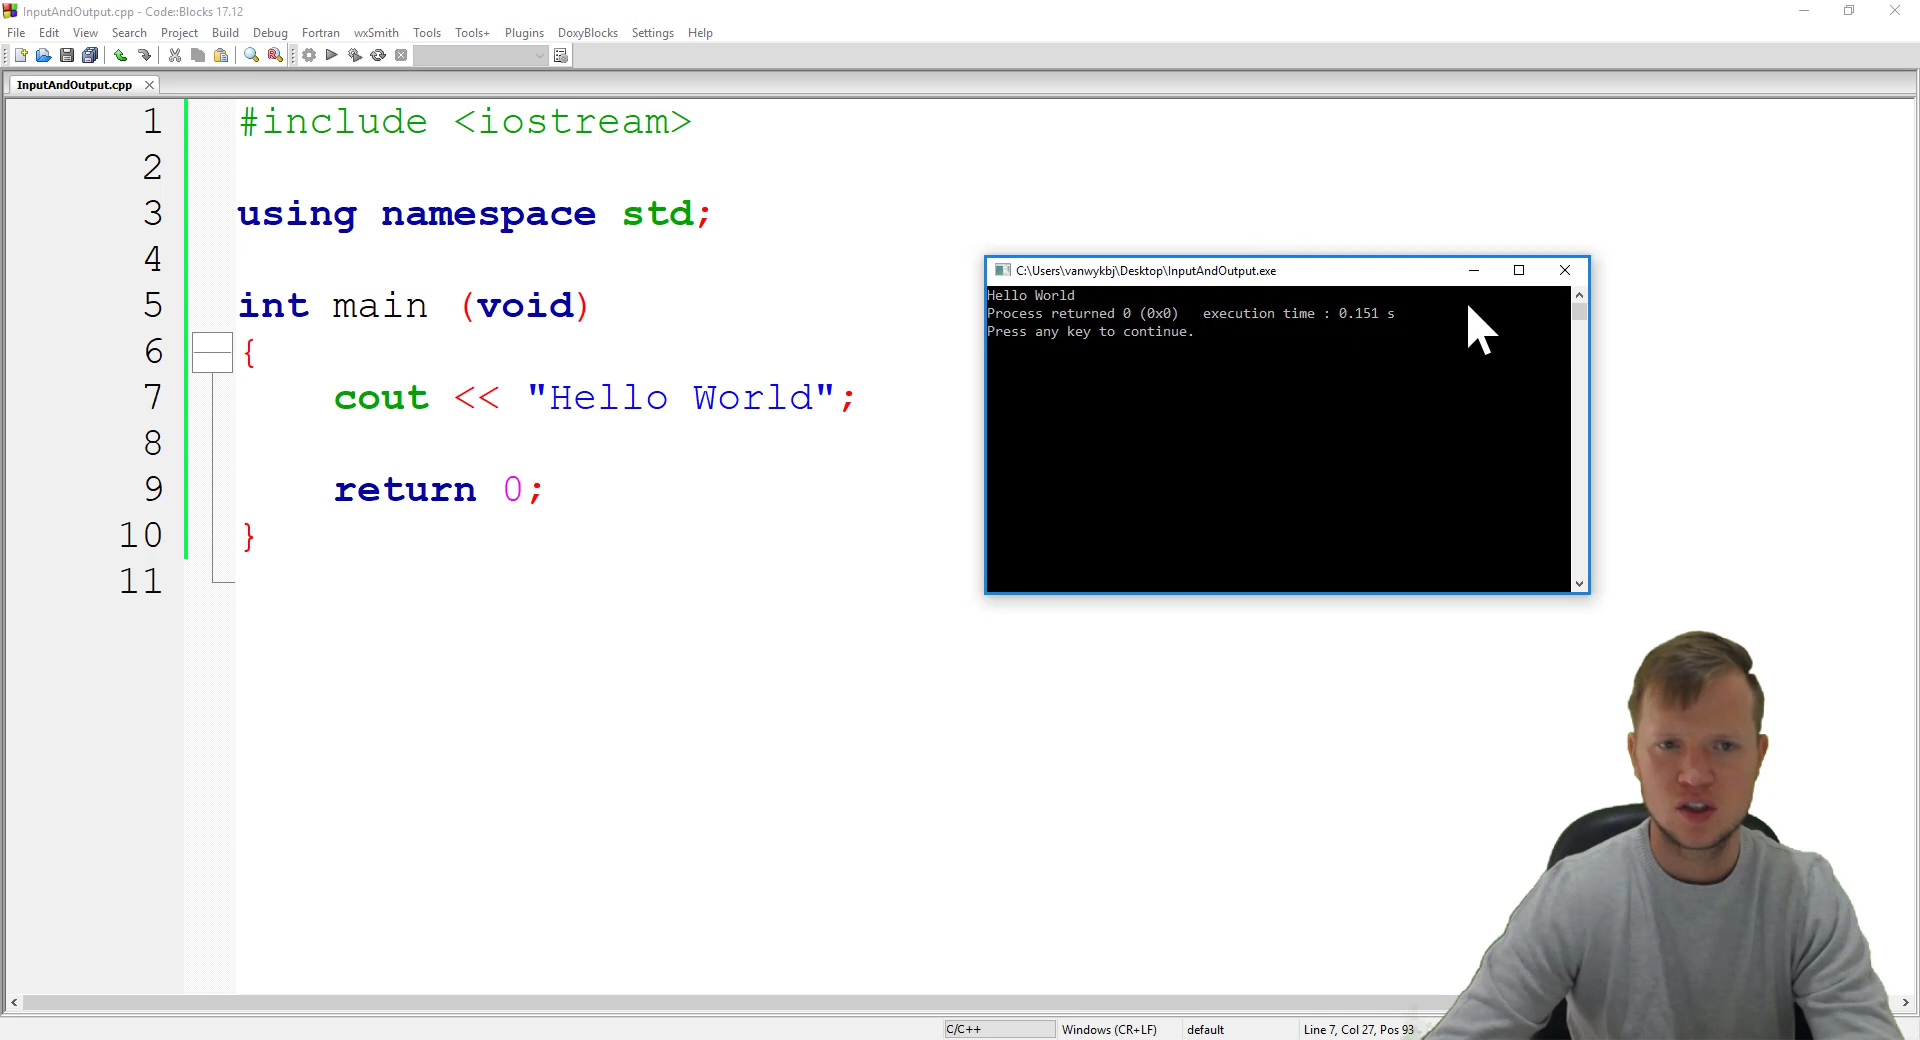 InputAndOutput.cpp - Code::Blocks 17.12
File Edit View Search Project Build Debug Fortran wxSmith Tools Tools+ Plugins DoxyBlocks Settings Help
InputAndOutput.cpp
1 #include <iostream>
2
3 using namespace std;
4
5 int main (void)
6 {
7 cout << "Hello World";
8
9 return 0;
10 }
11
C:\Users\vanwykbj\Desktop\InputAndOutput.exe
Hello World
Process returned 0 (0x0)   execution time : 0.151 s
Press any key to continue.
C/C++ Windows (CR+LF) default Line 7, Col 27, Pos 93